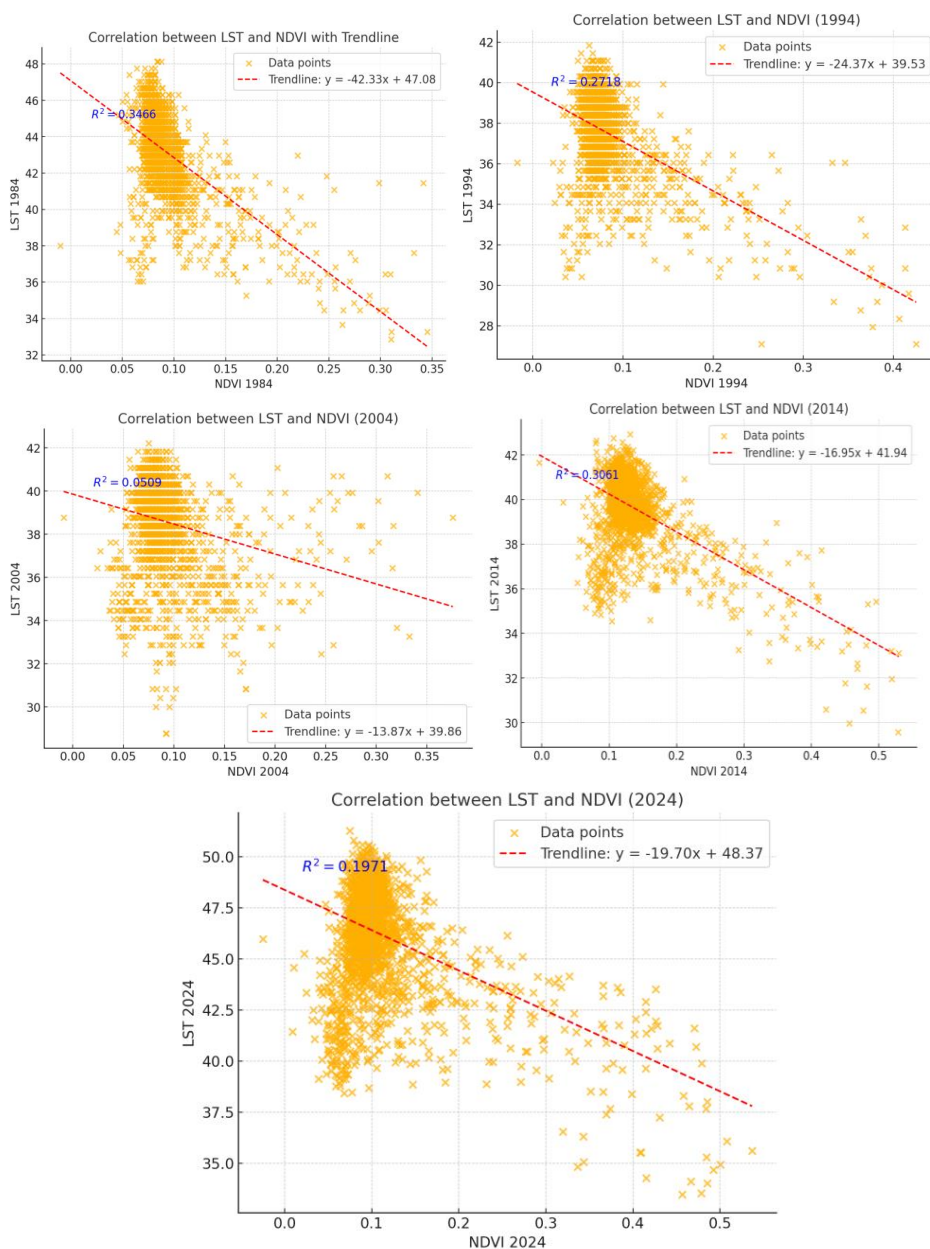 Correlation between LST and NDVI with Trendline
Data points
Trendline: y = -42.33x + 47.08
R² = 0.3466
48
46
44
42
40
38
36
34
32
LST 1984
0.00 0.05 0.10 0.15 0.20 0.25 0.30 0.35
NDVI 1984
Correlation between LST and NDVI (1994)
Data points
Trendline: y = -24.37x + 39.53
R² = 0.2718
42
40
38
36
34
32
30
28
LST 1994
0.0 0.1 0.2 0.3 0.4
NDVI 1994
Correlation between LST and NDVI (2004)
R² = 0.0509
42
40
38
36
34
32
30
LST 2004
Data points
Trendline: y = -13.87x + 39.86
0.00 0.05 0.10 0.15 0.20 0.25 0.30 0.35
NDVI 2004
Correlation between LST and NDVI (2014)
Data points
Trendline: y = -16.95x + 41.94
R² = 0.3061
42
40
38
36
34
32
30
LST 2014
0.0 0.1 0.2 0.3 0.4 0.5
NDVI 2014
Correlation between LST and NDVI (2024)
Data points
Trendline: y = -19.70x + 48.37
R² = 0.1971
50.0
47.5
45.0
42.5
40.0
37.5
35.0
LST 2024
0.0 0.1 0.2 0.3 0.4 0.5
NDVI 2024